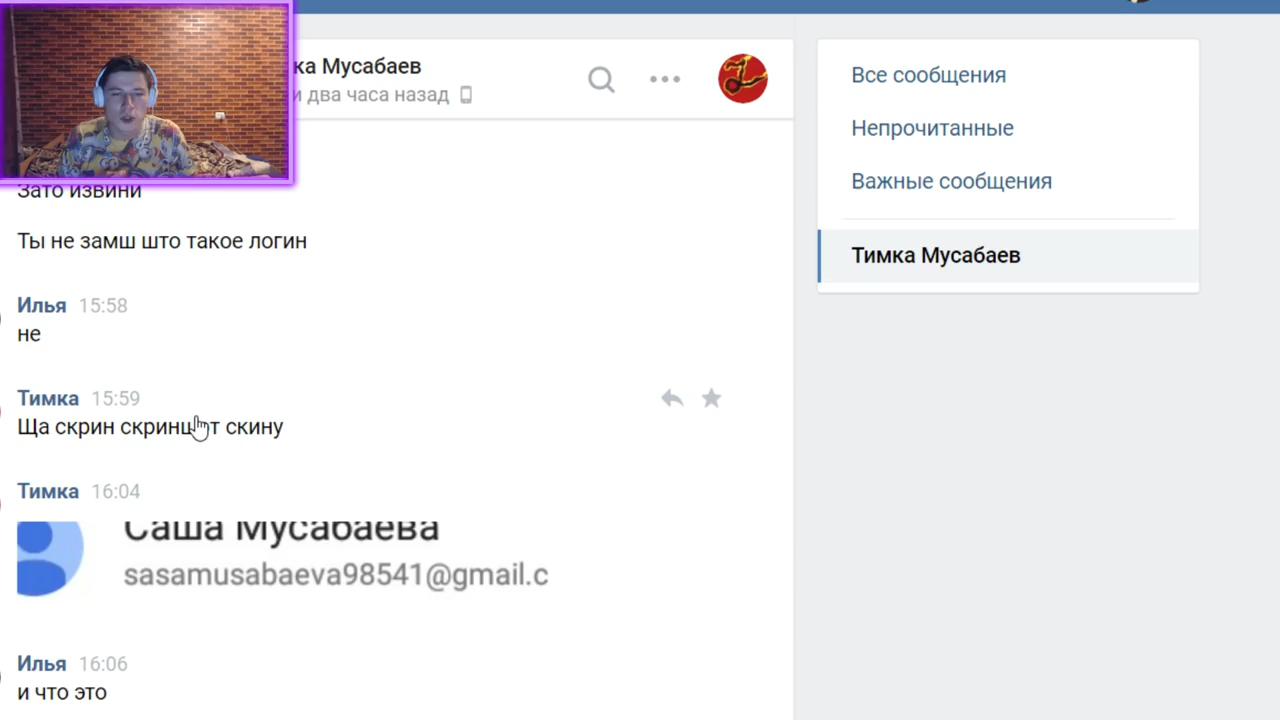 ка Мусабаев
и два часа назад
Все сообщения
Непрочитанные
Важные сообщения
Тимка Мусабаев
Зато извини
Ты не замш што такое логин
Илья 15:58
не
Тимка 15:59
Ща скрин скриншот скину
Тимка 16:04
Саша Мусабаева
sasamusabaeva98541@gmail.c
Илья 16:06
и что это